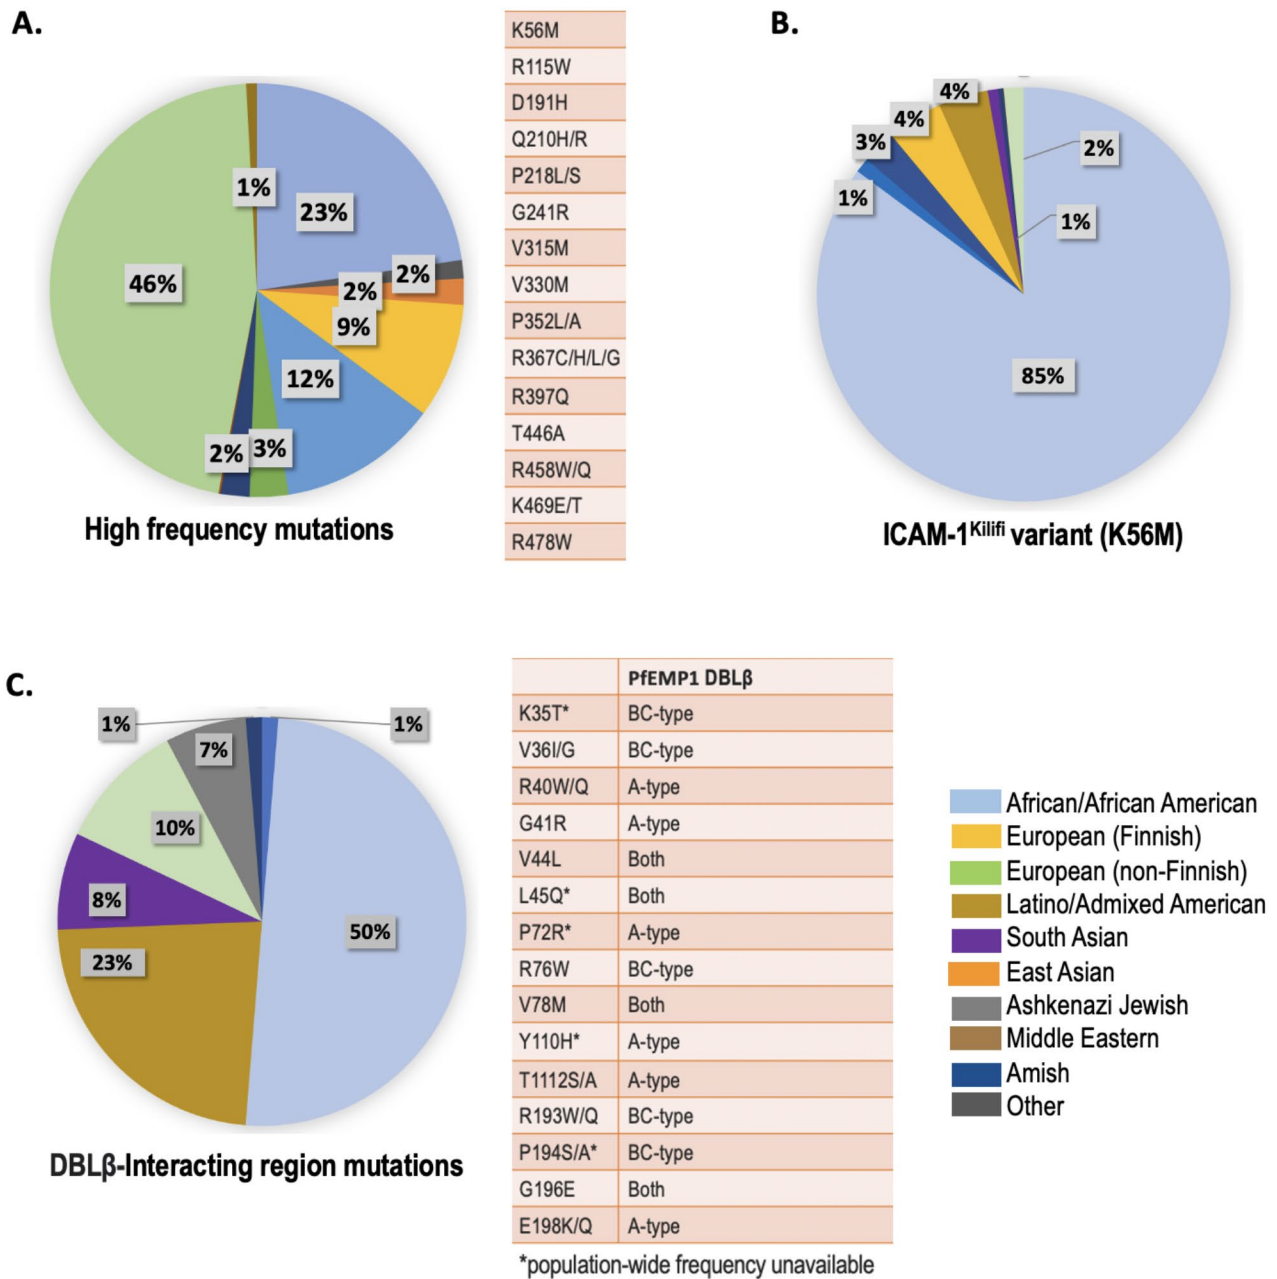 A.
B.
K56M
R115W
D191H
Q210H/R
P218L/S
G241R
V315M
V330M
P352L/A
R367C/H/L/G
R397Q
T446A
R458W/Q
K469E/T
R478W
1%
23%
46%
2%
2%
9%
12%
2%
3%
High frequency mutations
4%
4%
3%
1%
2%
1%
85%
ICAM-1Kilifi variant (K56M)
C.
1%
1%
7%
10%
8%
50%
23%
DBLβ-Interacting region mutations
PfEMP1 DBLβ
K35T* BC-type
V36I/G BC-type
R40W/Q A-type
G41R A-type
V44L Both
L45Q* Both
P72R* A-type
R76W BC-type
V78M Both
Y110H* A-type
T1112S/A A-type
R193W/Q BC-type
P194S/A* BC-type
G196E Both
E198K/Q A-type
*population-wide frequency unavailable
African/African American
European (Finnish)
European (non-Finnish)
Latino/Admixed American
South Asian
East Asian
Ashkenazi Jewish
Middle Eastern
Amish
Other